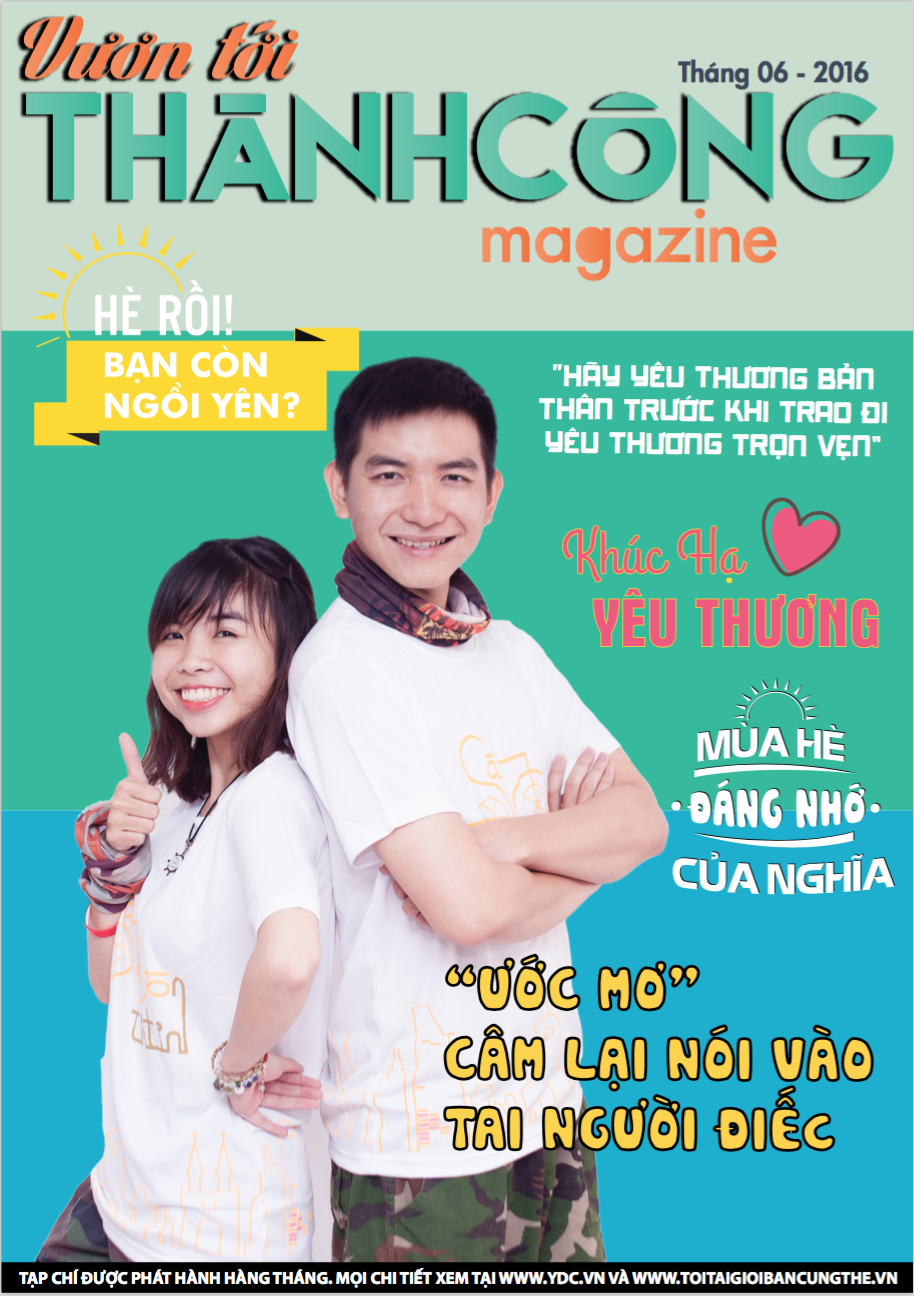 Vươn tới
Tháng 06 - 2016
THÀNH CÔNG
magazine
HÈ RỒI!
BẠN CÒN
NGỒI YÊN?
"HÃY YÊU THƯƠNG BẢN
THÂN TRƯỚC KHI TRAO ĐI
YÊU THƯƠNG TRỌN VẸN"
Khúc Hạ
YÊU THƯƠNG
MÙA HÈ
·ĐÁNG NHỚ·
CỦA NGHĨA
“ƯỚC MƠ”
CÂM LẠI NÓI VÀO
TAI NGƯỜI ĐIẾC
TẠP CHÍ ĐƯỢC PHÁT HÀNH HÀNG THÁNG. MỌI CHI TIẾT XEM TẠI WWW.YDC.VN VÀ WWW.TOITAIGIOIBANCUNGTHE.VN